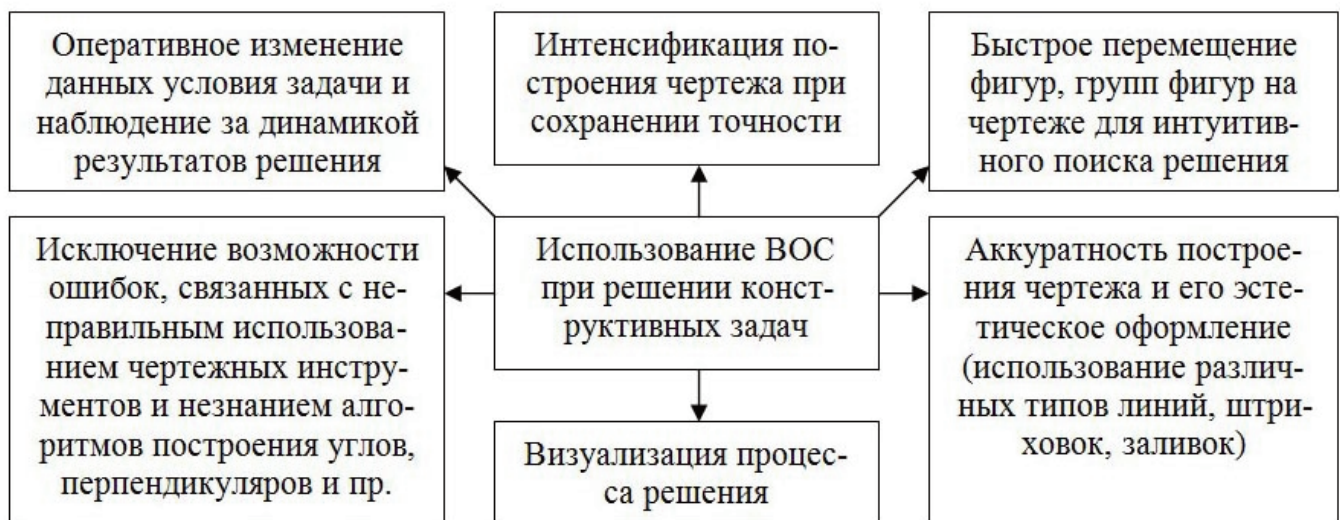 Оперативное изменение
данных условия задачи и
наблюдение за динамикой
результатов решения
Интенсификация по-
строения чертежа при
сохранении точности
Быстрое перемещение
фигур, групп фигур на
чертеже для интуитив-
ного поиска решения
Исключение возможности
ошибок, связанных с не-
правильным использова-
нием чертежных инстру-
ментов и незнанием алго-
ритмов построения углов,
перпендикуляров и пр.
Использование ВОС
при решении конст-
руктивных задач
Аккуратность построе-
ния чертежа и его эсте-
тическое оформление
(использование различ-
ных типов линий, штри-
ховок, заливок)
Визуализация процес-
са решения